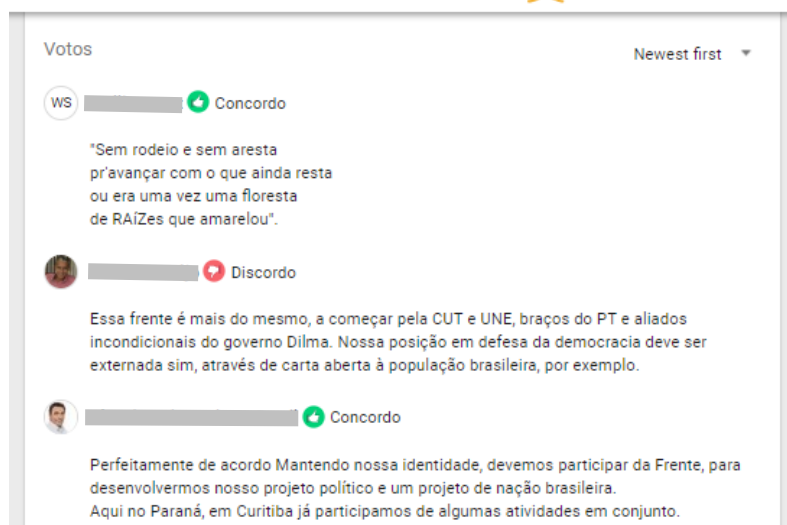 Votos
Newest first
WS Concordo
"Sem rodeio e sem aresta
pr'avançar com o que ainda resta
ou era uma vez uma floresta
de RAíZes que amarelou".
Discordo
Essa frente é mais do mesmo, a começar pela CUT e UNE, braços do PT e aliados
incondicionais do governo Dilma. Nossa posição em defesa da democracia deve ser
externada sim, através de carta aberta à população brasileira, por exemplo.
Concordo
Perfeitamente de acordo Mantendo nossa identidade, devemos participar da Frente, para
desenvolvermos nosso projeto político e um projeto de nação brasileira.
Aqui no Paraná, em Curitiba já participamos de algumas atividades em conjunto.